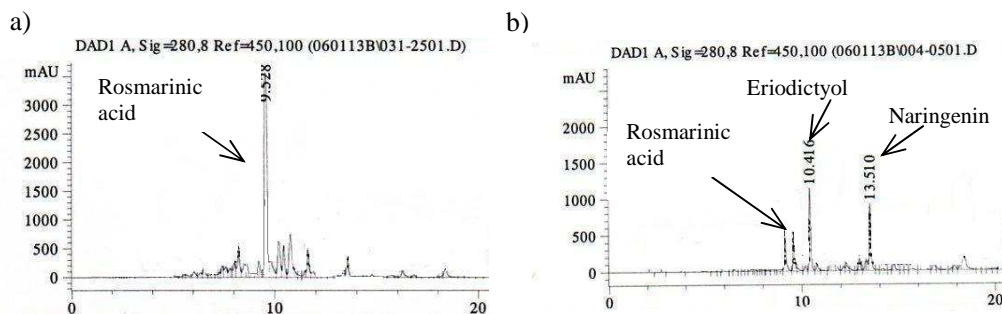 a)
DAD1 A, Sig=280,8 Ref=450,100 (060113B\031-2501.D)
mAU
Rosmarinic
acid
9.528
3000
2500
2000
1500
1000
500
0
0
10
20
b)
DAD1 A, Sig=280,8 Ref=450,100 (060113B\004-0501.D
mAU
Eriodictyol
Rosmarinic
acid
Naringenin
10.416
13.510
2000
1500
1000
500
0
0
10
20